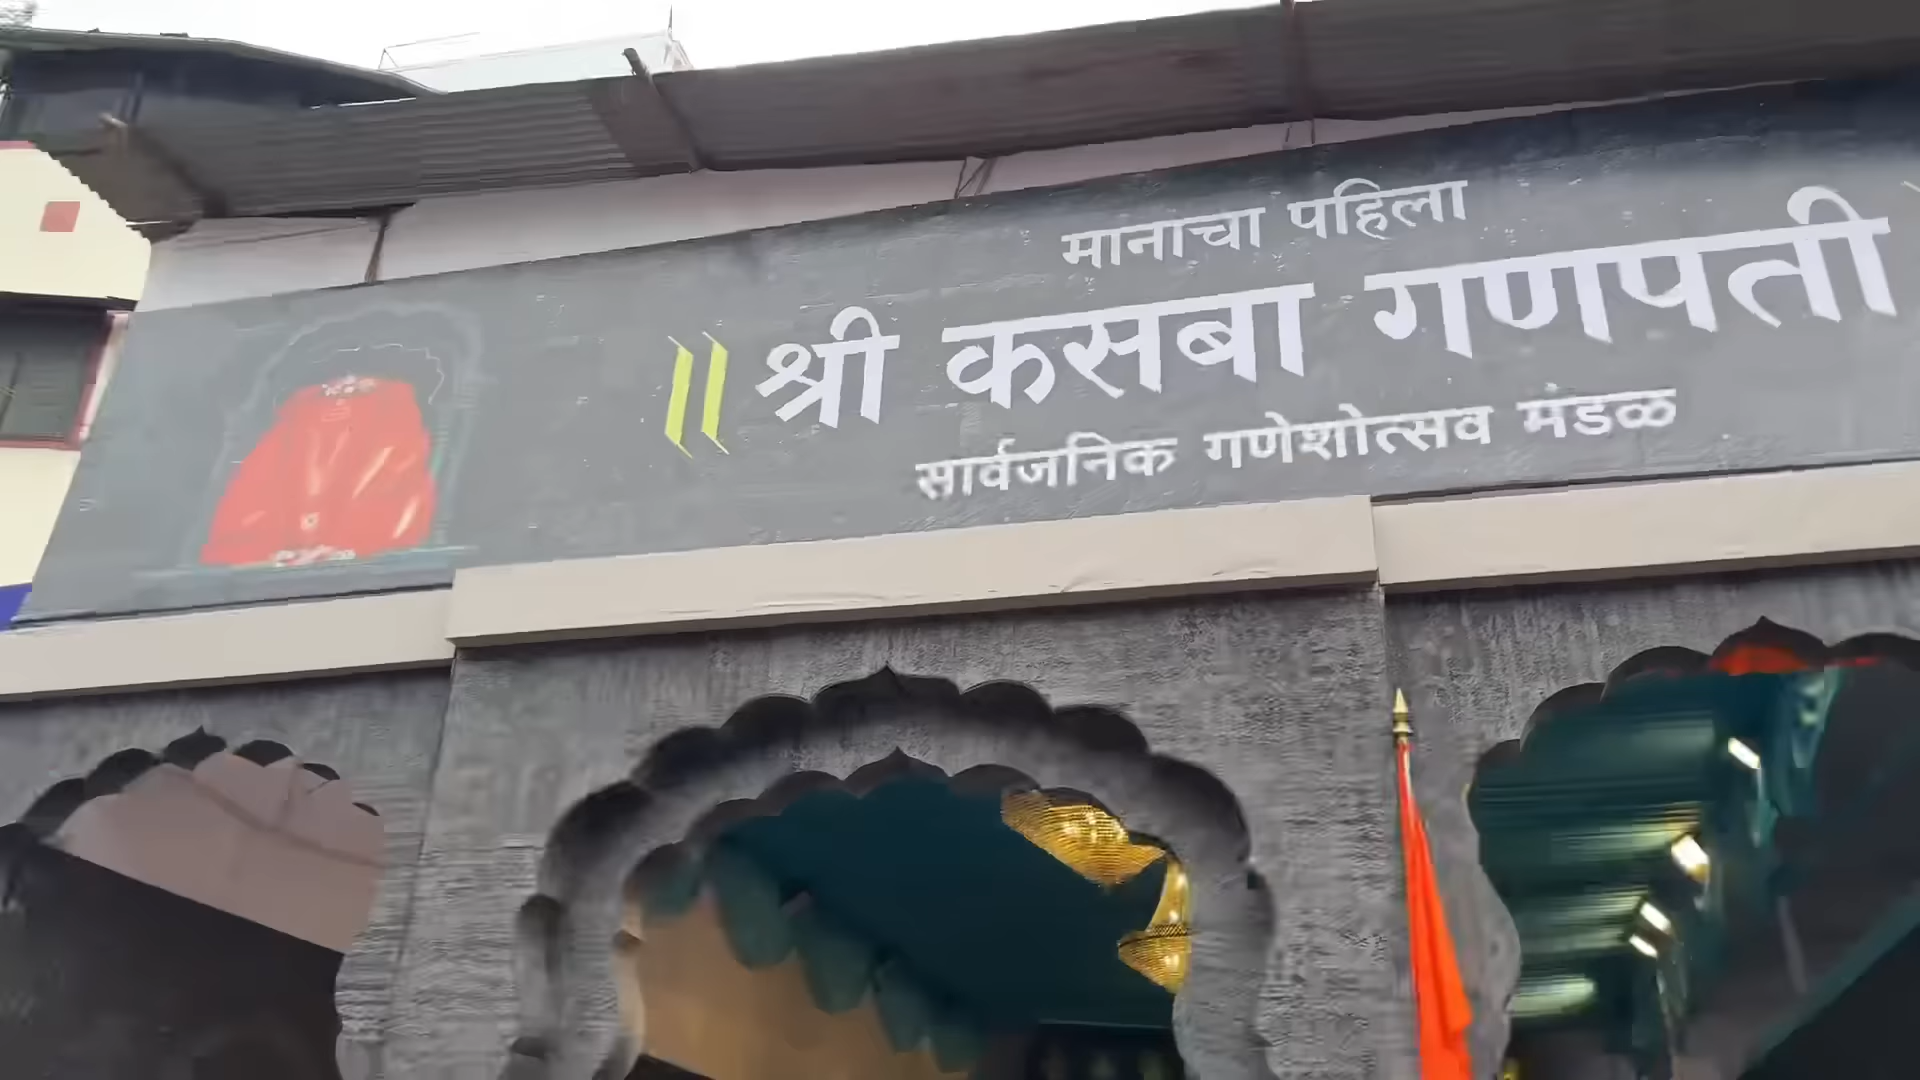 मानाचा पहिला
॥ श्री कसबा गणपती
सार्वजनिक गणेशोत्सव मंडळ